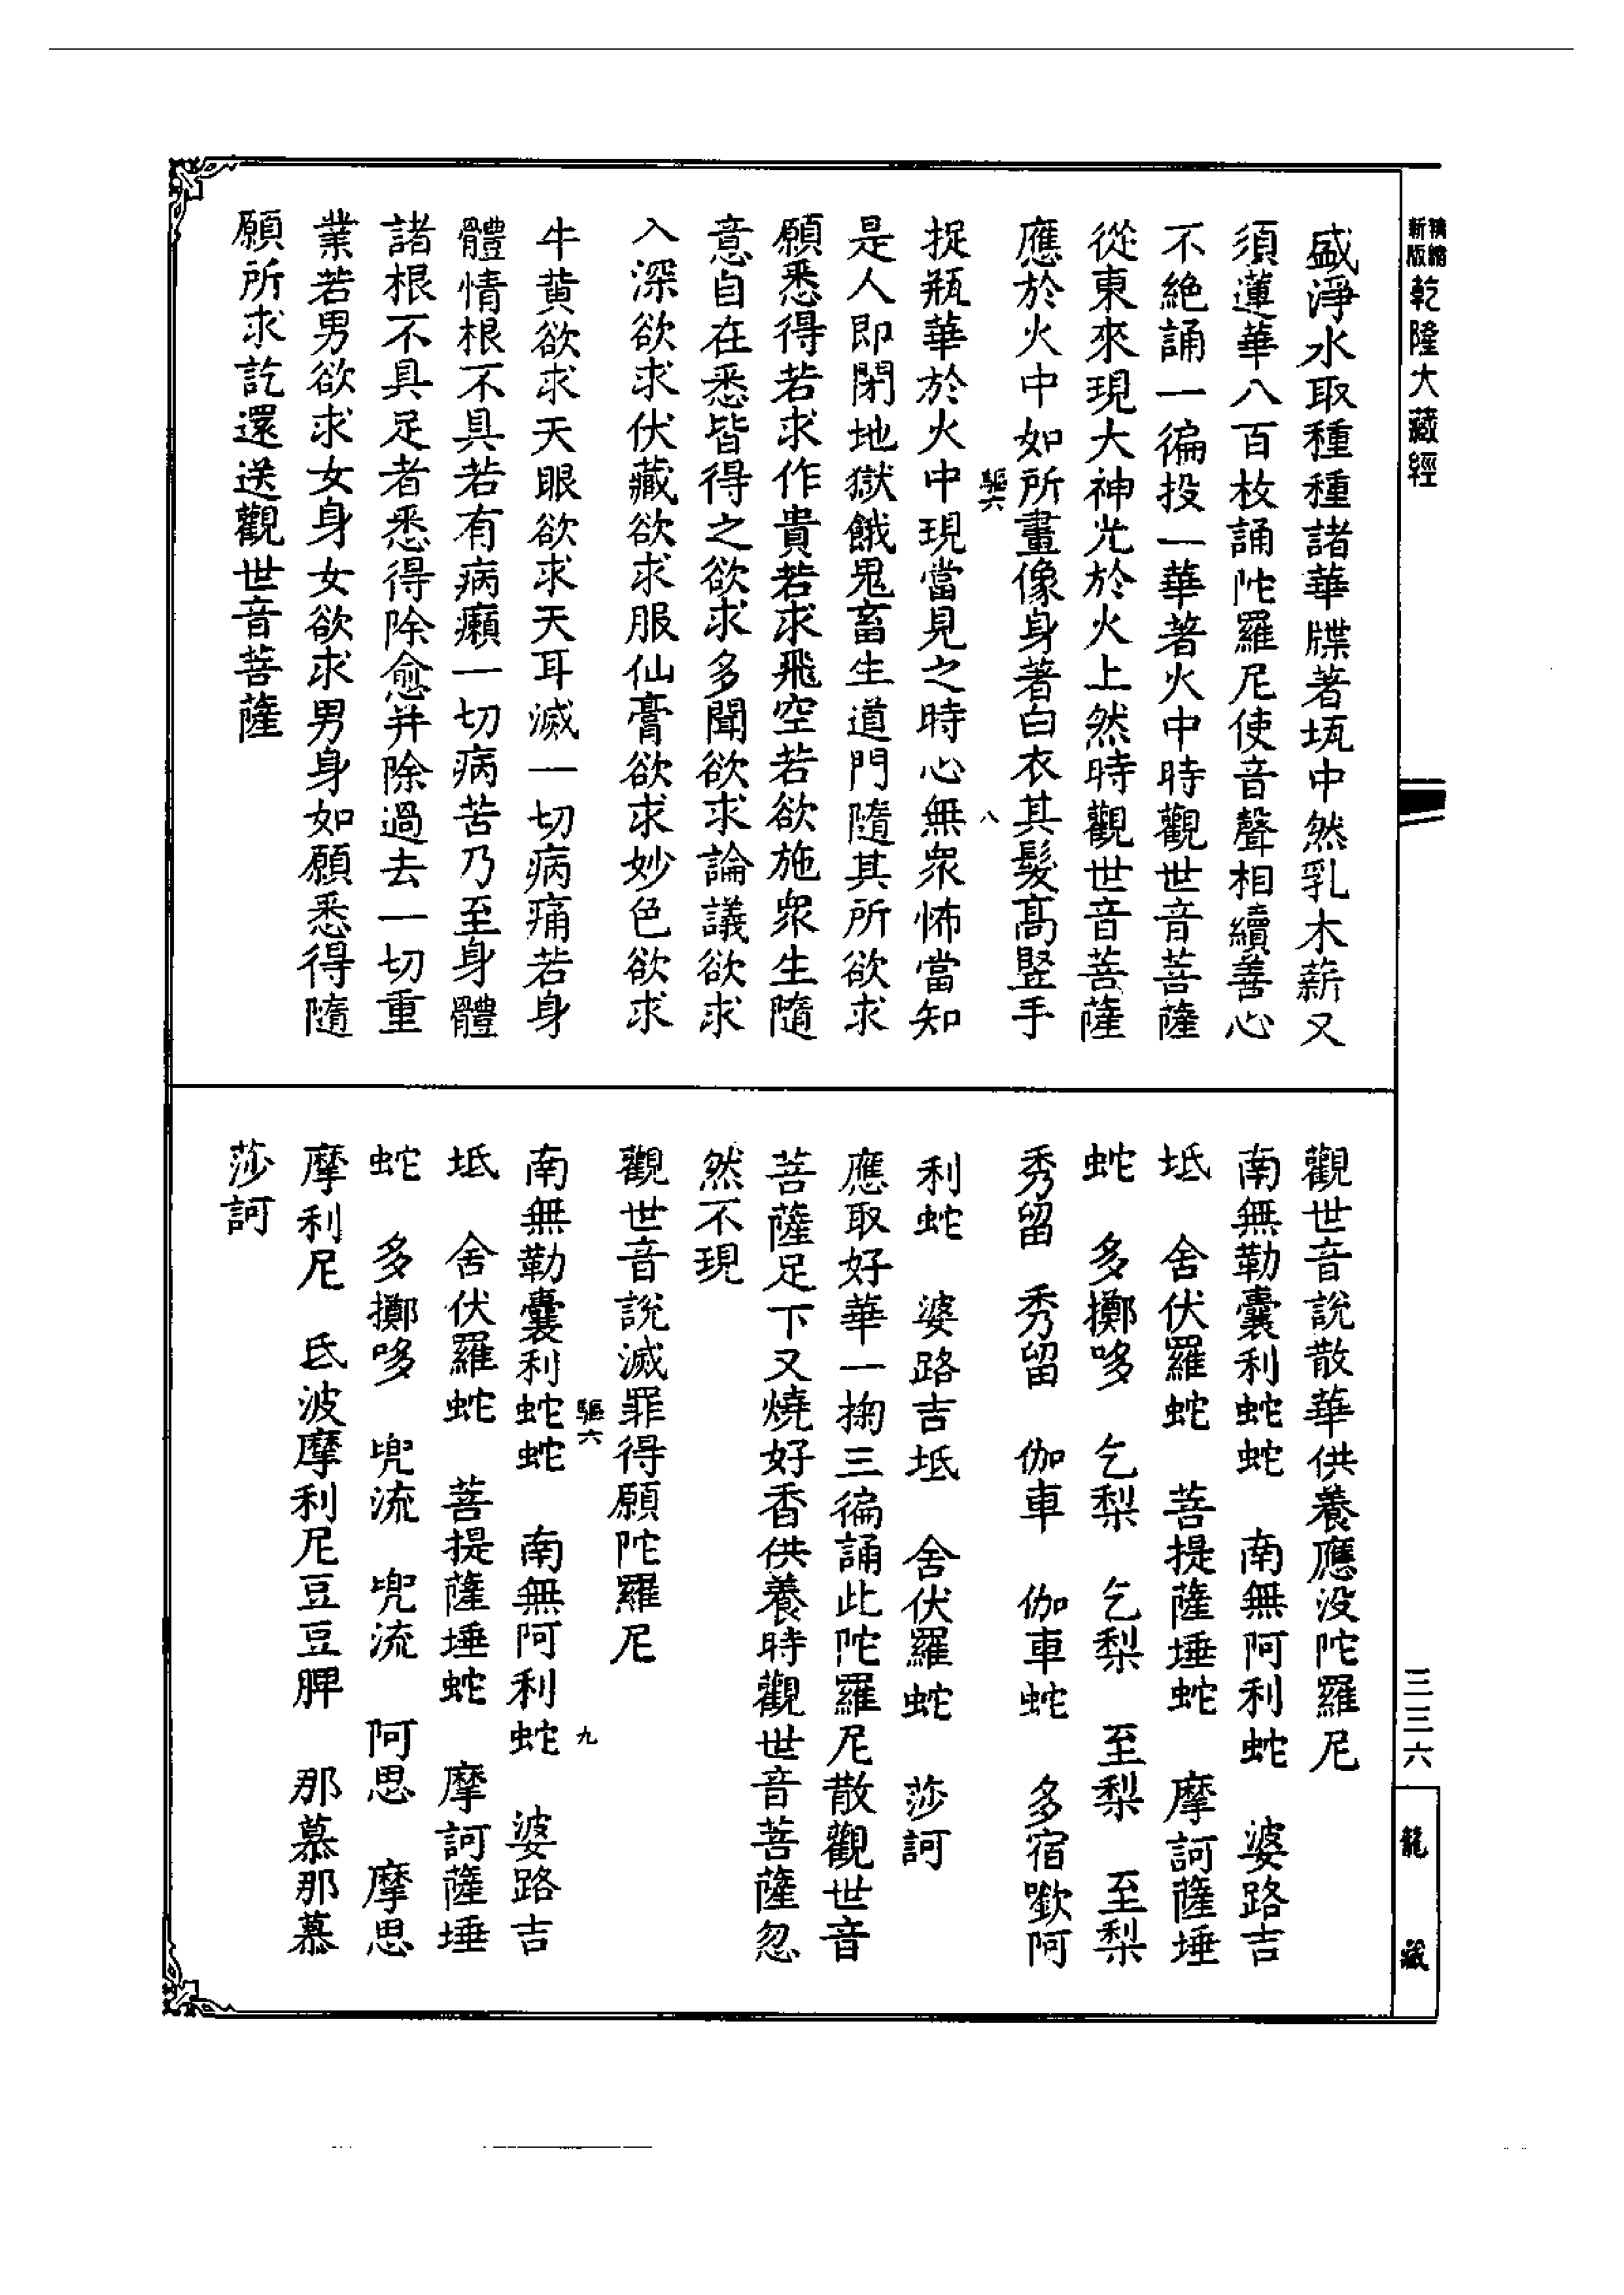 新版
精縮
乾隆大藏經
盛淨水取種種諸華牒著瓨中然乳木薪又
須蓮華八百枚誦陀羅尼使音聲相續善心
不絶誦一徧投一華著火中時觀世音菩薩
從東來現大神光於火上然時觀世音菩薩
應於火中如所畫像身著白衣其髮髙竪手
驅六
八
捉瓶華於火中現當見之時心無衆怖當知
是人即閉地獄餓鬼畜生道門隨其所欲求
願悉得若求作貴若求飛空若欲施衆生隨
意自在悉皆得之欲求多聞欲求論議欲求
入深欲求伏藏欲求服仙膏欲求妙色欲求
牛黄欲求天眼欲求天耳滅一切病痛若身
體情根不具若有病癩一切病苦乃至身體
諸根不具足者悉得除愈并除過去一切重
業若男欲求女身女欲求男身如願悉得隨
願所求訖還送觀世音菩薩
觀世音説散華供養應没陀羅尼
南無勒囊利蛇蛇　南無阿利蛇　婆路吉
坻　舍伏羅蛇　菩提薩埵蛇　摩訶薩埵
蛇　多擲哆　乞梨　乞梨　至梨　至梨
秀留　秀留　伽車　伽車蛇　多宿㗿阿
利蛇　婆路吉坻　舍伏羅蛇　莎訶
應取好華一掬三徧誦此陀羅尼散觀世音
菩薩足下又燒好香供養時觀世音菩薩忽
然不現
觀世音説滅罪得願陀羅尼
驅六
九
南無勒囊利蛇蛇　南無阿利蛇　婆路吉
坻　舍伏羅蛇　菩提薩埵蛇　摩訶薩埵
蛇　多擲哆　兜流　兜流　阿思　摩思
摩利尼　氐波摩利尼豆豆脾　那慕那慕
莎訶
三三六
龍藏